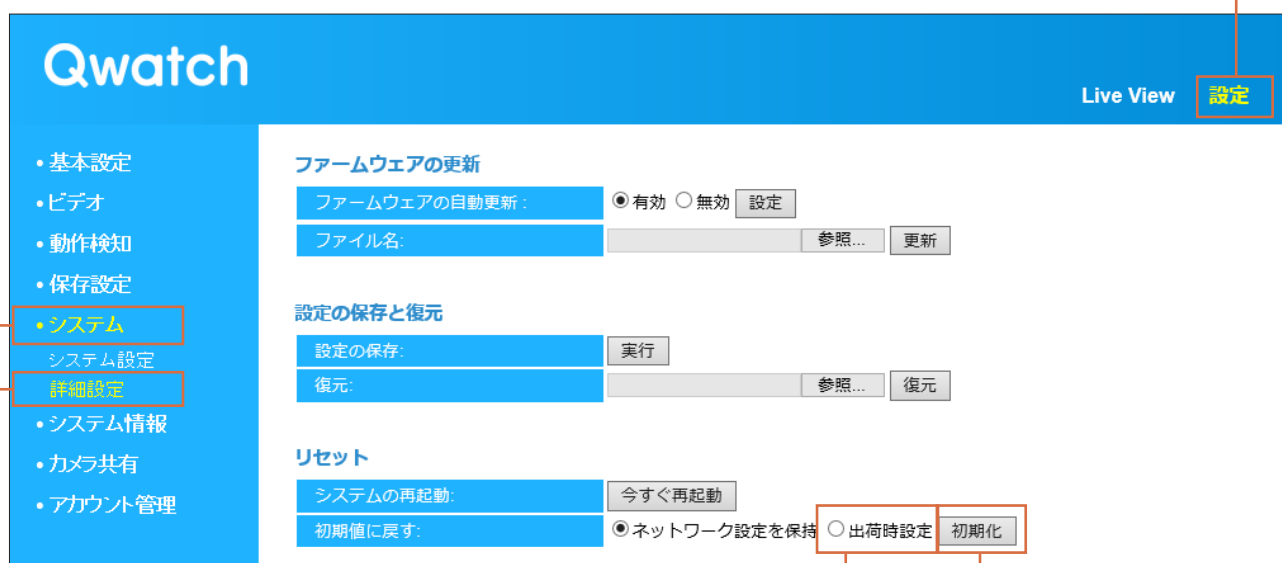 Qwatch
Live View 設定
・基本設定
・ビデオ
・動作検知
・保存設定
・システム
システム設定
詳細設定
・システム情報
・カメラ共有
・アカウント管理
ファームウェアの更新
ファームウェアの自動更新 : 有効 無効 設定
ファイル名: 参照... 更新
設定の保存と復元
設定の保存: 実行
復元: 参照... 復元
リセット
システムの再起動: 今すぐ再起動
初期値に戻す: ネットワーク設定を保持 出荷時設定 初期化